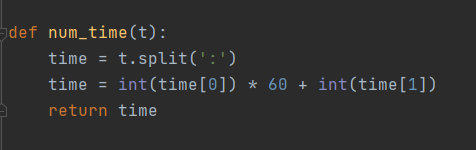 def num_time(t):
    time = t.split(':')
    time = int(time[0]) * 60 + int(time[1])
    return time